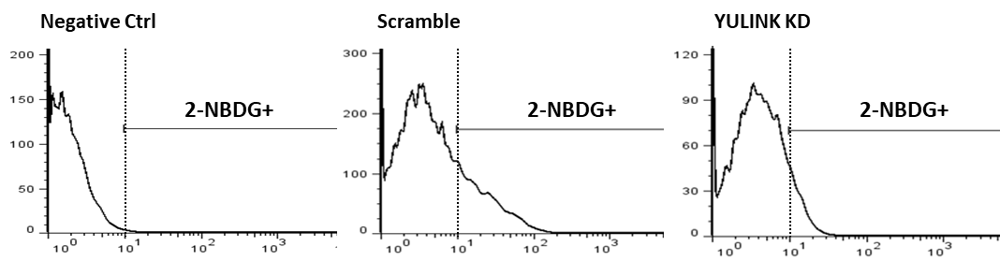 Negative Ctrl
200
150
100
50
0
2-NBDG+
10⁰ 10¹ 10² 10³
Scramble
300
200
100
0
2-NBDG+
10⁰ 10¹ 10² 10³
YULINK KD
120
90
60
30
0
2-NBDG+
10⁰ 10¹ 10² 10³